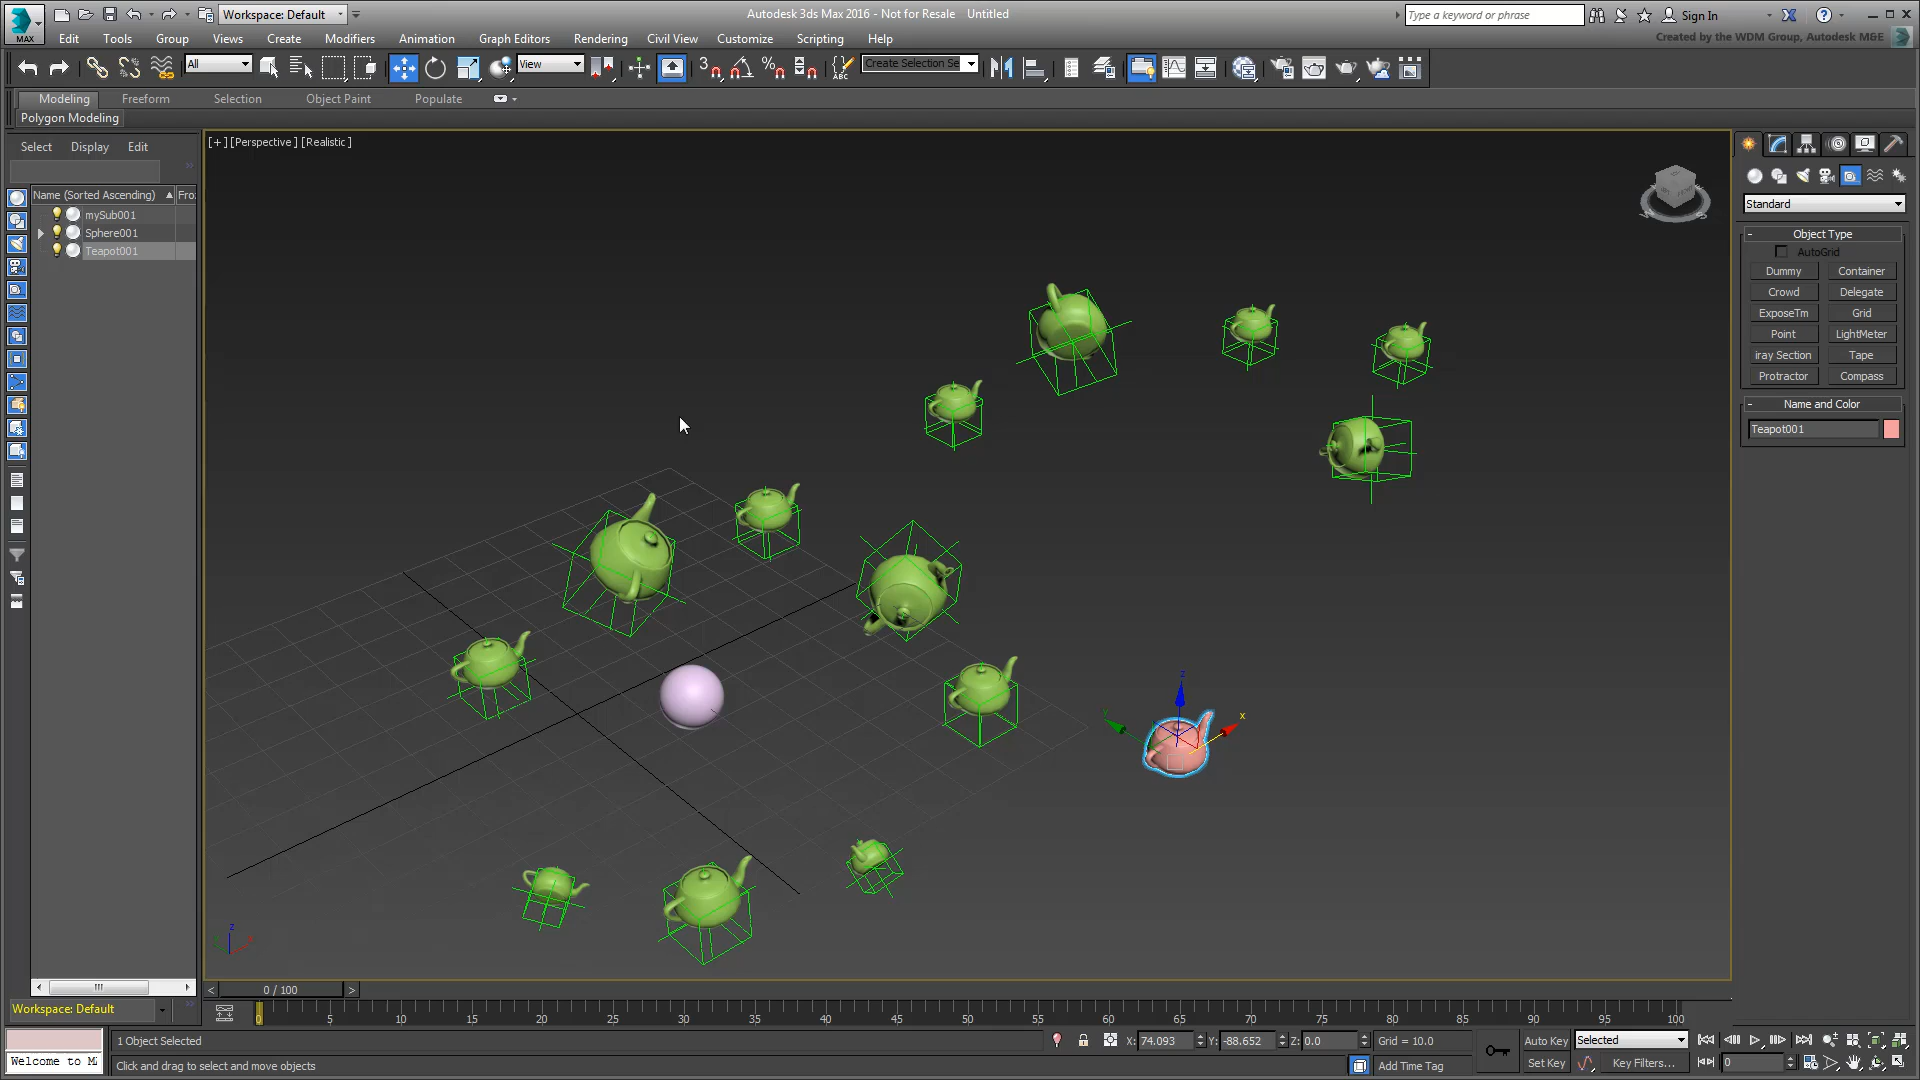 Workspace: Default
Autodesk 3ds Max 2016 - Not for Resale   Untitled
Type a keyword or phrase
Sign In
MAX
Edit Tools Group Views Create Modifiers Animation Graph Editors Rendering Civil View Customize Scripting Help
Created by the WDM Group, Autodesk M&E
All
View
3
ABC
Create Selection Se
Modeling Freeform Selection Object Paint Populate
Polygon Modeling
Select Display Edit
[+] [Perspective] [Realistic]
Name (Sorted Ascending)
Fro
mySub001
Sphere001
Teapot001
Standard
Object Type
AutoGrid
Dummy Container
Crowd Delegate
ExposeTm Grid
Point LightMeter
iray Section Tape
Protractor Compass
Name and Color
Teapot001
z
x
z
0 / 100
Workspace: Default
0 5 10 15 20 25 30 35 40 45 50 55 60 65 70 75 80 85 90 95 100
1 Object Selected
X: 74.093 Y: -88.652 Z: 0.0
Grid = 10.0
Auto Key
Selected
Welcome to M
Click and drag to select and move objects
Add Time Tag
Set Key
Key Filters...
0